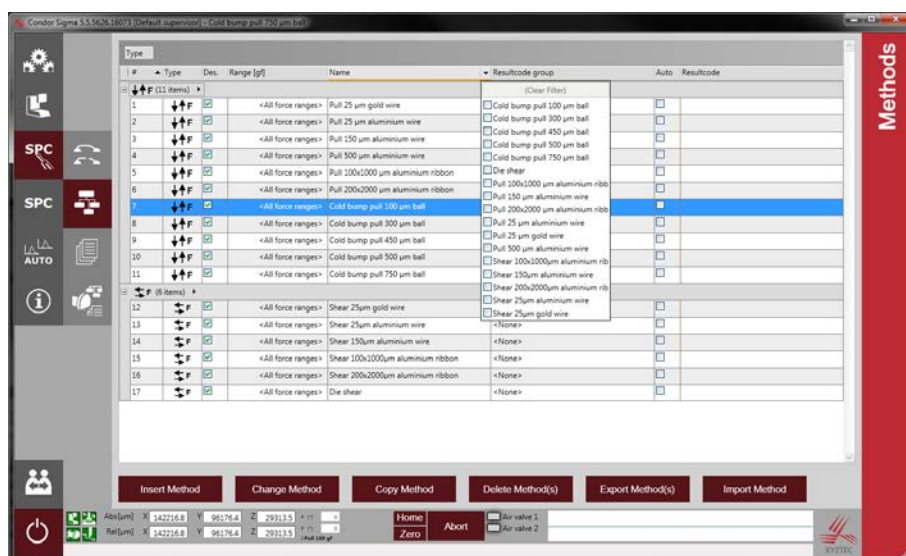 Condor Sigma 5.5.5626.16073 [Default supervisor] - Cold bump pull 750 µm ball
Methods
Type
# Type Des. Range [gf] Name Resultcode group Auto Resultcode
F (11 items)
(Clear Filter)
1 F <All force ranges> Pull 25 µm gold wire
2 F <All force ranges> Pull 25 µm aluminium wire
3 F <All force ranges> Pull 150 µm aluminium wire
4 F <All force ranges> Pull 500 µm aluminium wire
5 F <All force ranges> Pull 100x1000 µm aluminium ribbon
6 F <All force ranges> Pull 200x2000 µm aluminium ribbon
7 F <All force ranges> Cold bump pull 100 µm ball
8 F <All force ranges> Cold bump pull 300 µm ball
9 F <All force ranges> Cold bump pull 450 µm ball
10 F <All force ranges> Cold bump pull 500 µm ball
11 F <All force ranges> Cold bump pull 750 µm ball
Cold bump pull 100 µm ball
Cold bump pull 300 µm ball
Cold bump pull 450 µm ball
Cold bump pull 500 µm ball
Cold bump pull 750 µm ball
Die shear
Pull 100x1000 µm aluminium ribb
Pull 150 µm aluminium wire
Pull 200x2000 µm aluminium ribb
Pull 25 µm aluminium wire
Pull 25 µm gold wire
Pull 500 µm aluminium wire
Shear 100x1000µm aluminium rib
Shear 150µm aluminium wire
Shear 200x2000µm aluminium rib
Shear 25µm aluminium wire
Shear 25µm gold wire
F (6 items)
12 F <All force ranges> Shear 25µm gold wire
13 F <All force ranges> Shear 25µm aluminium wire <None>
14 F <All force ranges> Shear 150µm aluminium wire <None>
15 F <All force ranges> Shear 100x1000µm aluminium ribbon <None>
16 F <All force ranges> Shear 200x2000µm aluminium ribbon <None>
17 F <All force ranges> Die shear <None>
SPC
SPC
AUTO
Insert Method Change Method Copy Method Delete Method(s) Export Method(s) Import Method
Abs[µm] X 142216.8 Y 96176.4 Z 29313.5
Rel[µm] X 142216.8 Y 96176.4 Z 29313.5
Pull 100 gf
Home
Zero
Abort
Air valve 1
Air valve 2
XYZTEC